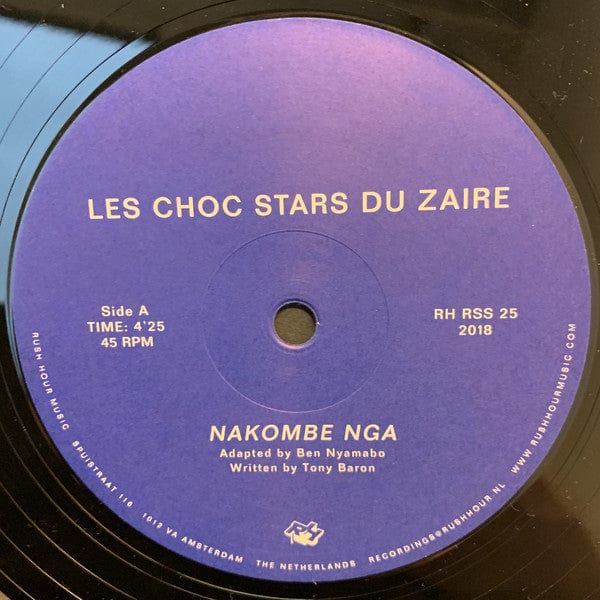 LES CHOC STARS DU ZAIRE
Side A
TIME: 4'25
45 RPM
RH RSS 25
2018
NAKOMBE NGA
Adapted by Ben Nyamabo
Written by Tony Baron
RUSH HOUR MUSIC SPUISTRAAT 116 1012 VA AMSTERDAM THE NETHERLANDS RECORDINGS@RUSHHOUR.NL WWW.RUSHHOURMUSIC.COM